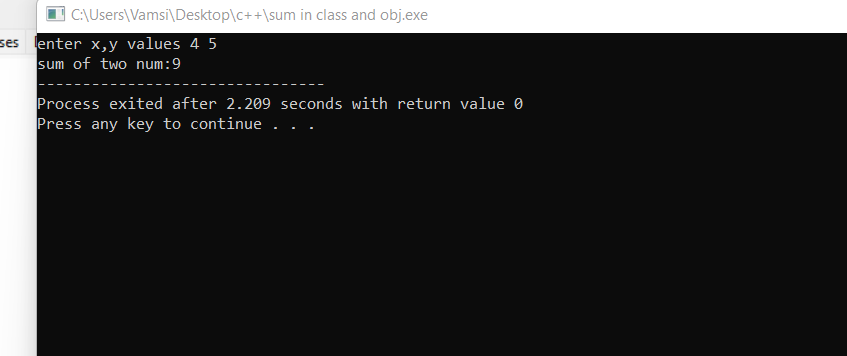 C:\Users\Vamsi\Desktop\c++\sum in class and obj.exe
ses
enter x,y values 4 5
sum of two num:9
--------------------------------
Process exited after 2.209 seconds with return value 0
Press any key to continue . . .